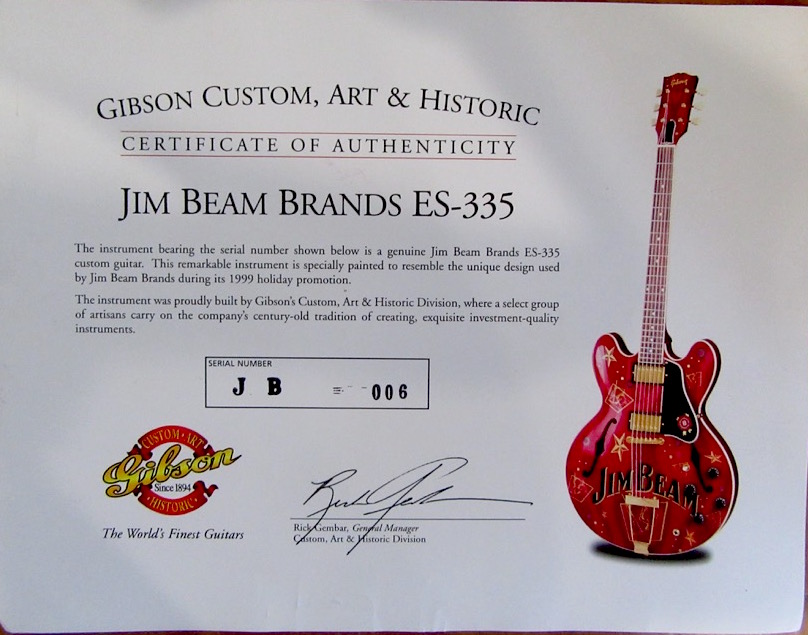 GIBSON CUSTOM, ART & HISTORIC
CERTIFICATE OF AUTHENTICITY
JIM BEAM BRANDS ES-335
The instrument bearing the serial number shown below is a genuine Jim Beam Brands ES-335
custom guitar. This remarkable instrument is specially painted to resemble the unique design used
by Jim Beam Brands during its 1999 holiday promotion.
The instrument was proudly built by Gibson's Custom, Art & Historic Division, where a select group
of artisans carry on the company's century-old tradition of creating, exquisite investment-quality
instruments.
SERIAL NUMBER
J B = 006
CUSTOM · ART
Gibson
Since 1894
HISTORIC
The World's Finest Guitars
Rick Gembar, General Manager
Custom, Art & Historic Division
Gibson
JIM BEAM